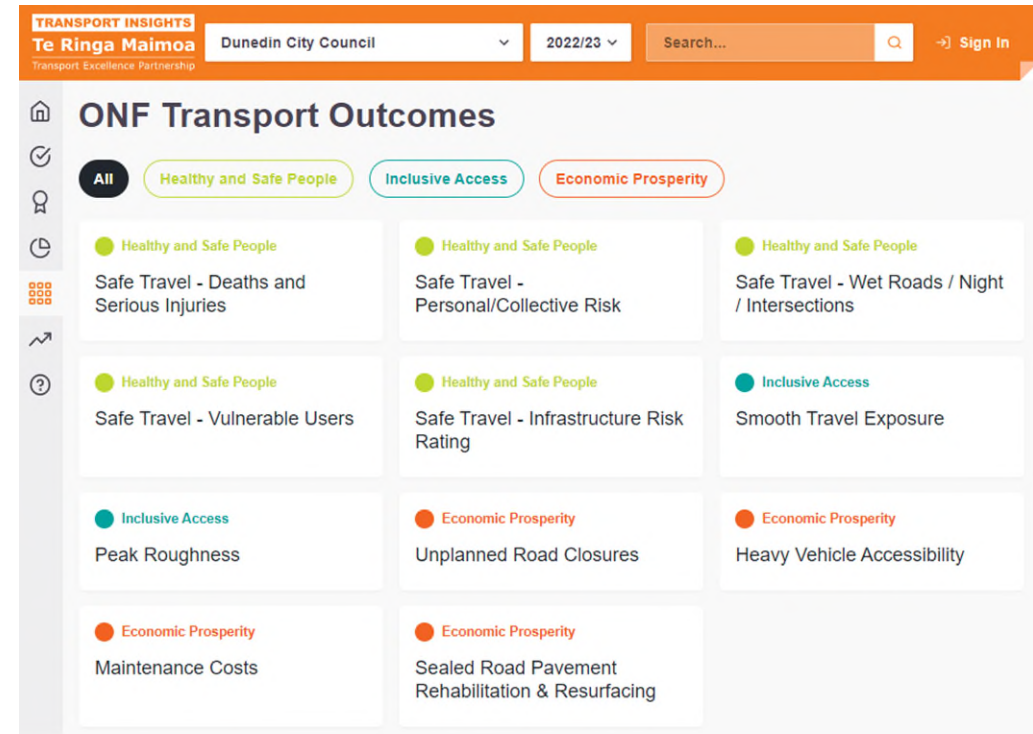 TRANSPORT INSIGHTS
Te Ringa Maimoa
Transport Excellence Partnership
Dunedin City Council
2022/23
Search...
Sign In
ONF Transport Outcomes
All
Healthy and Safe People
Inclusive Access
Economic Prosperity
Healthy and Safe People
Safe Travel - Deaths and
Serious Injuries
Healthy and Safe People
Safe Travel -
Personal/Collective Risk
Healthy and Safe People
Safe Travel - Wet Roads / Night
/ Intersections
Healthy and Safe People
Safe Travel - Vulnerable Users
Healthy and Safe People
Safe Travel - Infrastructure Risk
Rating
Inclusive Access
Smooth Travel Exposure
Inclusive Access
Peak Roughness
Economic Prosperity
Unplanned Road Closures
Economic Prosperity
Heavy Vehicle Accessibility
Economic Prosperity
Maintenance Costs
Economic Prosperity
Sealed Road Pavement
Rehabilitation & Resurfacing